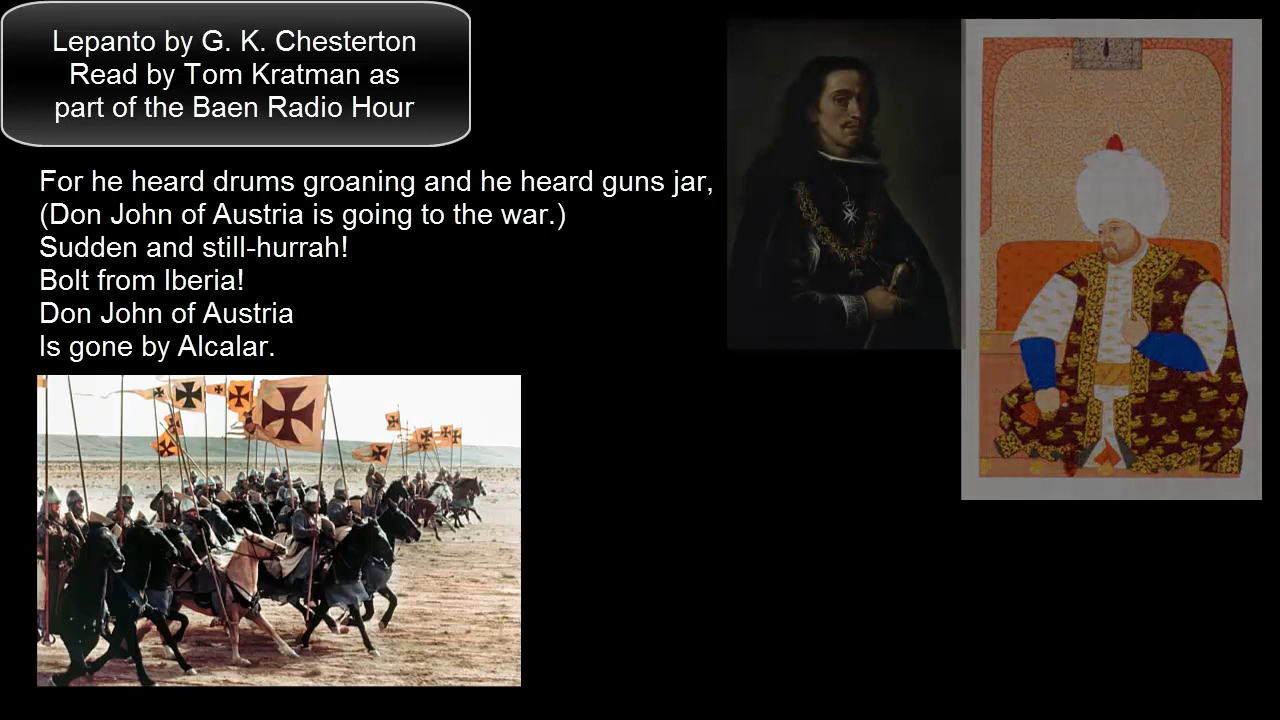 Lepanto by G. K. Chesterton
Read by Tom Kratman as
part of the Baen Radio Hour
For he heard drums groaning and he heard guns jar,
(Don John of Austria is going to the war.)
Sudden and still-hurrah!
Bolt from Iberia!
Don John of Austria
Is gone by Alcalar.